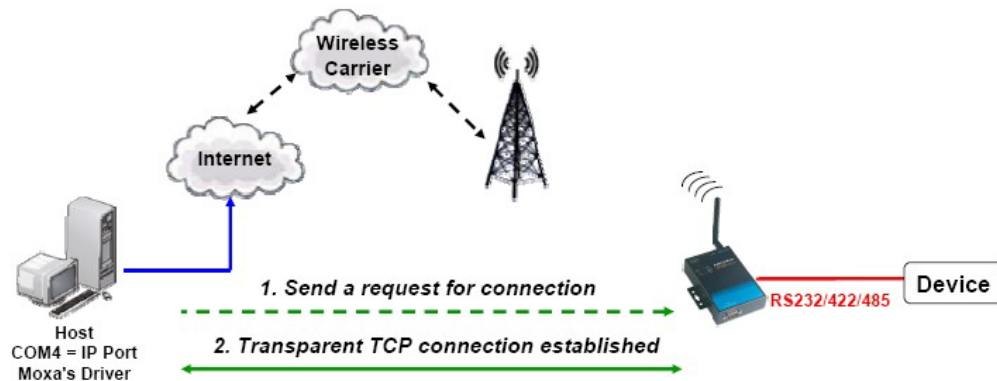 Wireless
Carrier
Internet
1. Send a request for connection
RS232/422/485
Device
2. Transparent TCP connection established
Host
COM4 = IP Port
Moxa's Driver